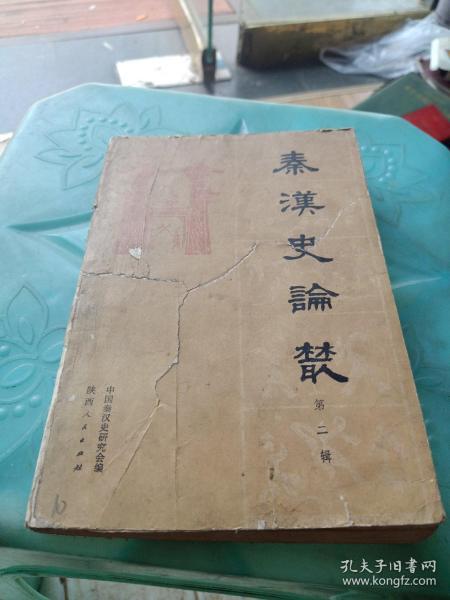 秦漢史論叢
第二辑
中国秦汉史研究会编
陕西人民出版社
孔夫子旧书网
www.kongfz.com